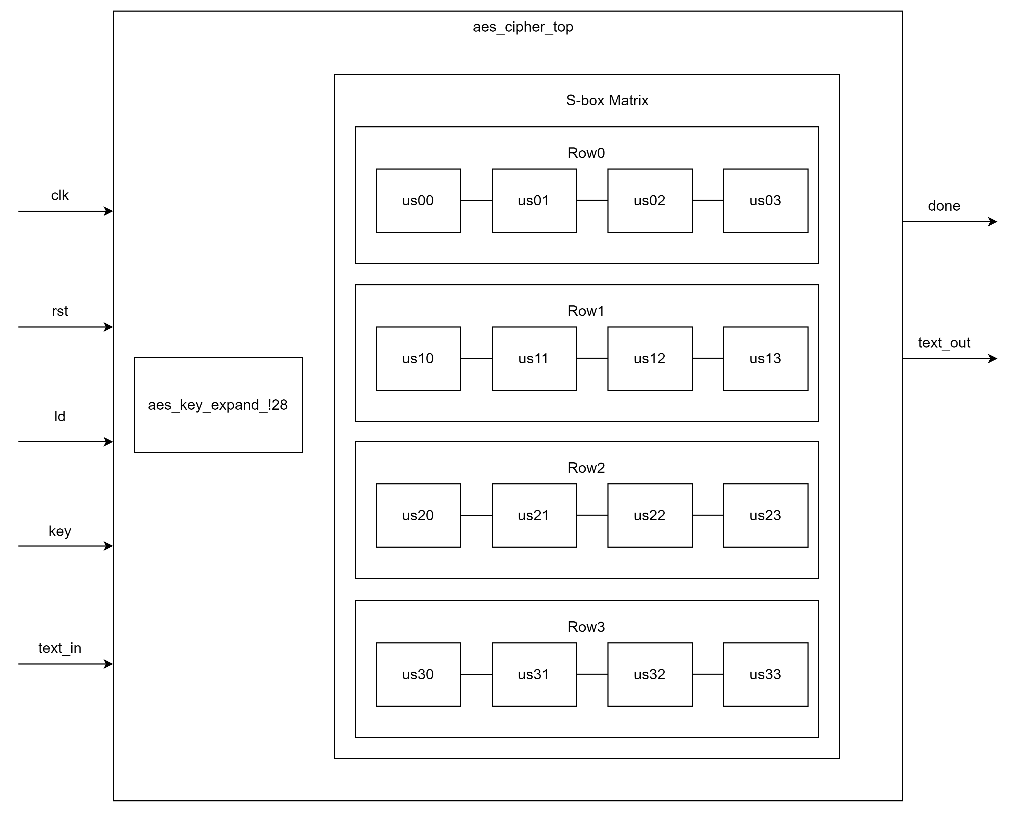 aes_cipher_top
S-box Matrix
Row0
us00 us01 us02 us03
clk
done
Row1
rst
us10 us11 us12 us13
text_out
aes_key_expand_!28
ld
Row2
us20 us21 us22 us23
key
Row3
text_in
us30 us31 us32 us33